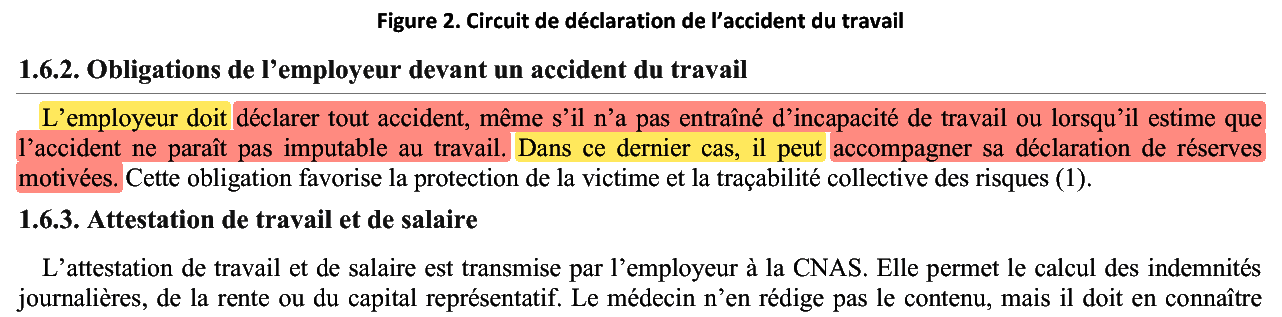 Figure 2. Circuit de déclaration de l’accident du travail
1.6.2. Obligations de l’employeur devant un accident du travail
L’employeur doit déclarer tout accident, même s’il n’a pas entraîné d’incapacité de travail ou lorsqu’il estime que
l’accident ne paraît pas imputable au travail. Dans ce dernier cas, il peut accompagner sa déclaration de réserves
motivées. Cette obligation favorise la protection de la victime et la traçabilité collective des risques (1).
1.6.3. Attestation de travail et de salaire
L’attestation de travail et de salaire est transmise par l’employeur à la CNAS. Elle permet le calcul des indemnités
journalières, de la rente ou du capital représentatif. Le médecin n’en rédige pas le contenu, mais il doit en connaître